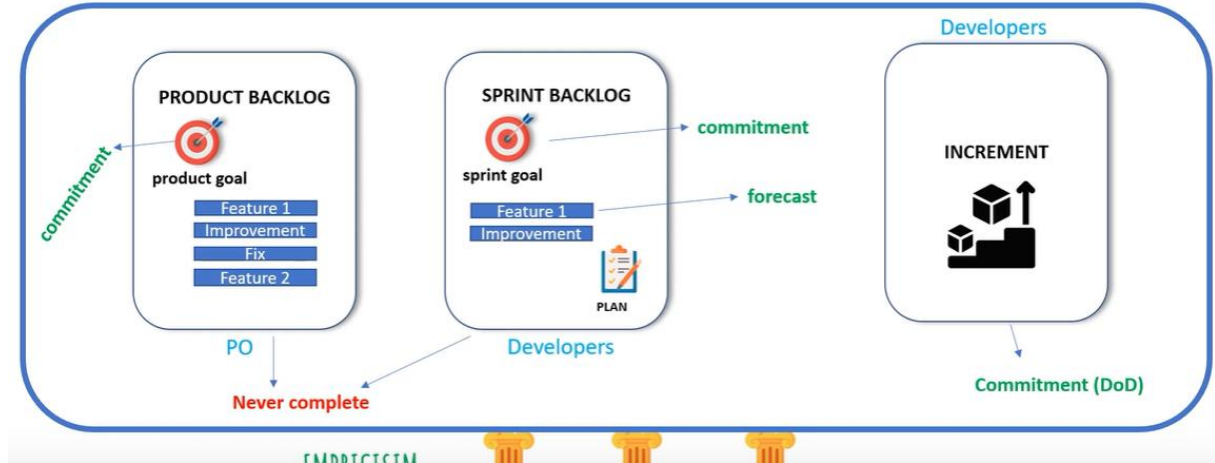 Developers
PRODUCT BACKLOG
product goal
commitment
Feature 1
Improvement
Fix
Feature 2
PO
SPRINT BACKLOG
sprint goal
commitment
forecast
Feature 1
Improvement
PLAN
Developers
Never complete
INCREMENT
Commitment (DoD)
EMPRICISIM